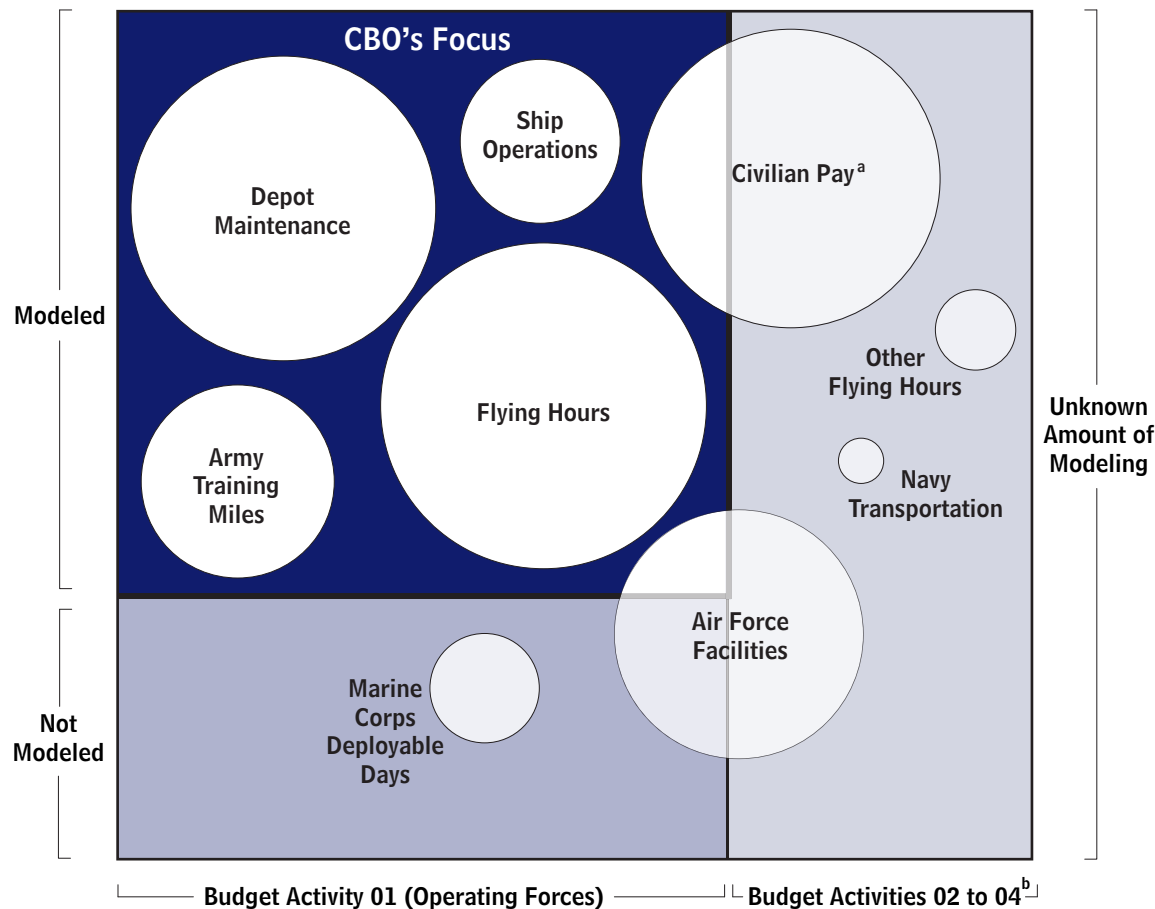 CBO's Focus
Ship
Operations
Civilian Pay a
Depot
Maintenance
Modeled
Other
Flying Hours
Flying Hours
Unknown
Amount of
Modeling
Army
Training
Miles
Navy
Transportation
Air Force
Facilities
Marine
Corps
Deployable
Days
Not
Modeled
Budget Activity 01 (Operating Forces)
Budget Activities 02 to 04 b